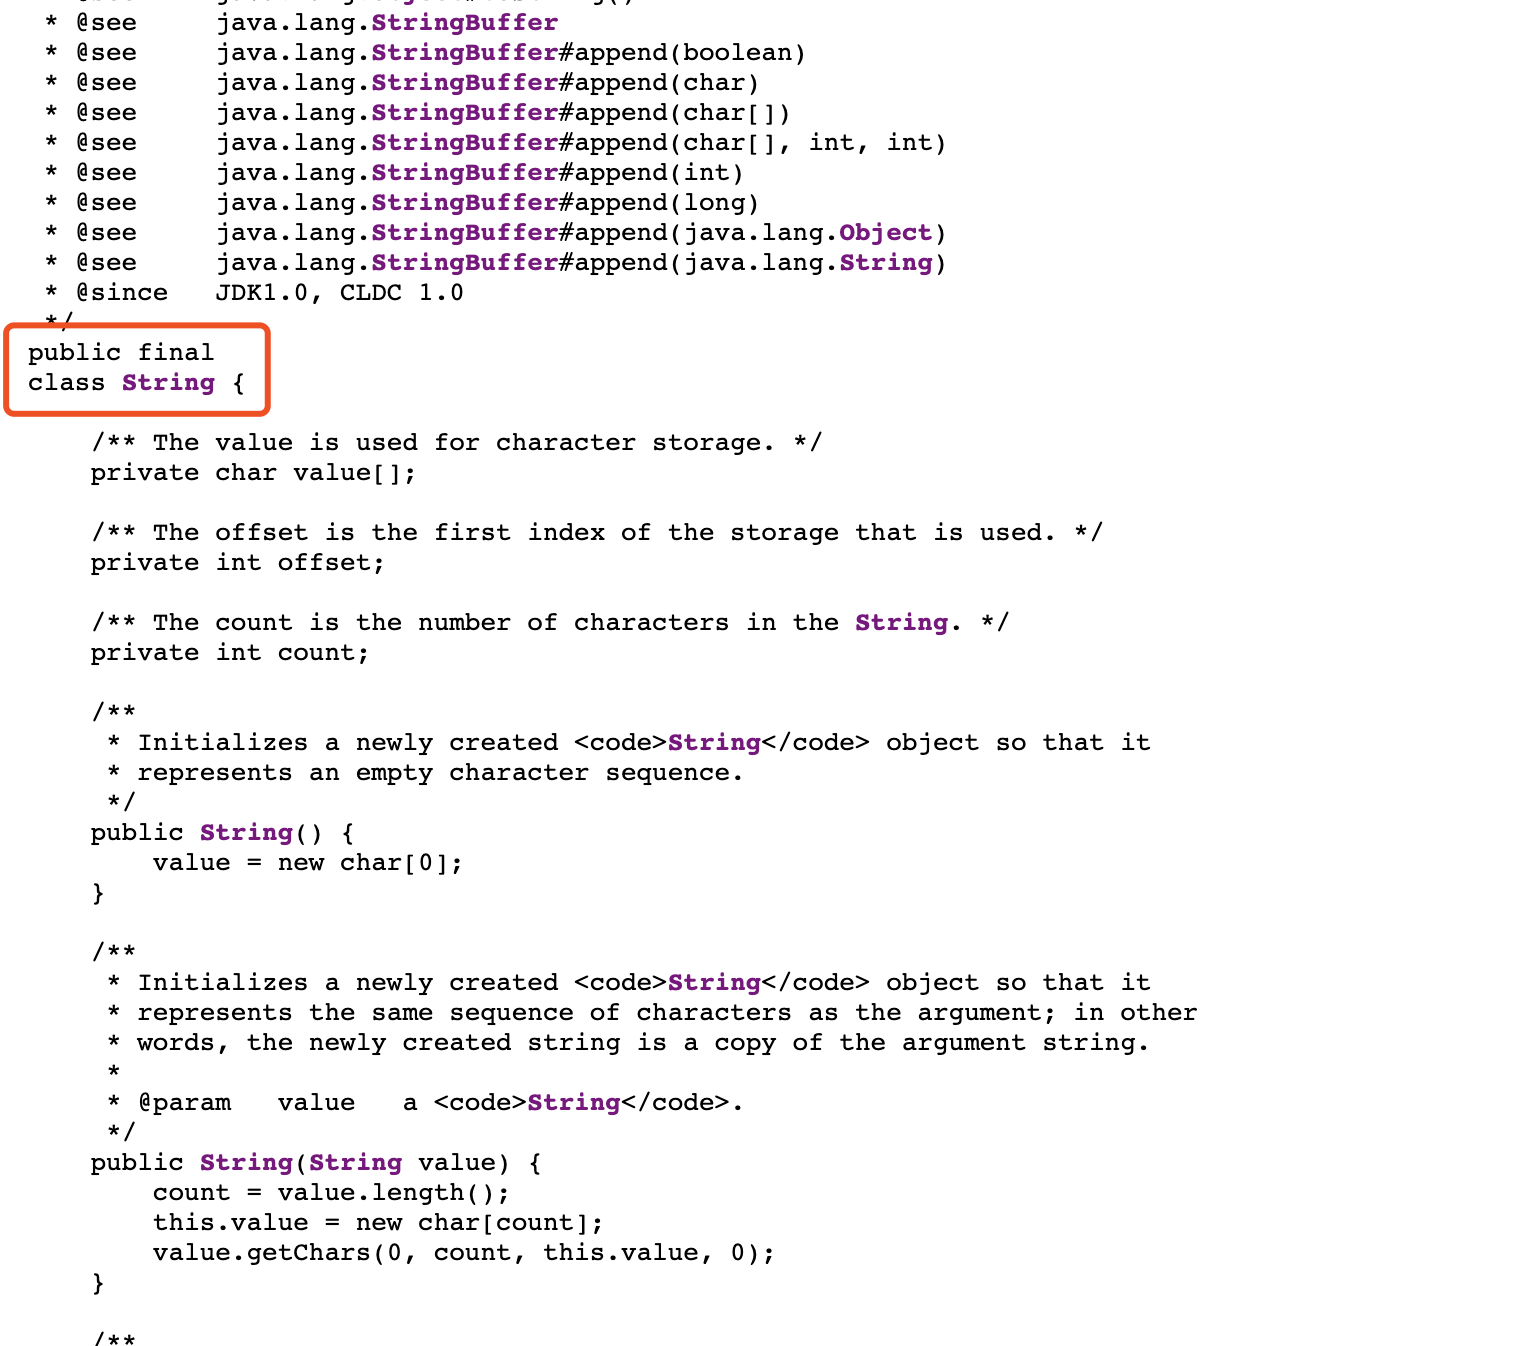 * @see     java.lang.StringBuffer
 * @see     java.lang.StringBuffer#append(boolean)
 * @see     java.lang.StringBuffer#append(char)
 * @see     java.lang.StringBuffer#append(char[])
 * @see     java.lang.StringBuffer#append(char[], int, int)
 * @see     java.lang.StringBuffer#append(int)
 * @see     java.lang.StringBuffer#append(long)
 * @see     java.lang.StringBuffer#append(java.lang.Object)
 * @see     java.lang.StringBuffer#append(java.lang.String)
 * @since   JDK1.0, CLDC 1.0
 */
public final
class String {

    /** The value is used for character storage. */
    private char value[];

    /** The offset is the first index of the storage that is used. */
    private int offset;

    /** The count is the number of characters in the String. */
    private int count;

    /**
     * Initializes a newly created <code>String</code> object so that it
     * represents an empty character sequence.
     */
    public String() {
        value = new char[0];
    }

    /**
     * Initializes a newly created <code>String</code> object so that it
     * represents the same sequence of characters as the argument; in other
     * words, the newly created string is a copy of the argument string.
     *
     * @param   value   a <code>String</code>.
     */
    public String(String value) {
        count = value.length();
        this.value = new char[count];
        value.getChars(0, count, this.value, 0);
    }

    /**